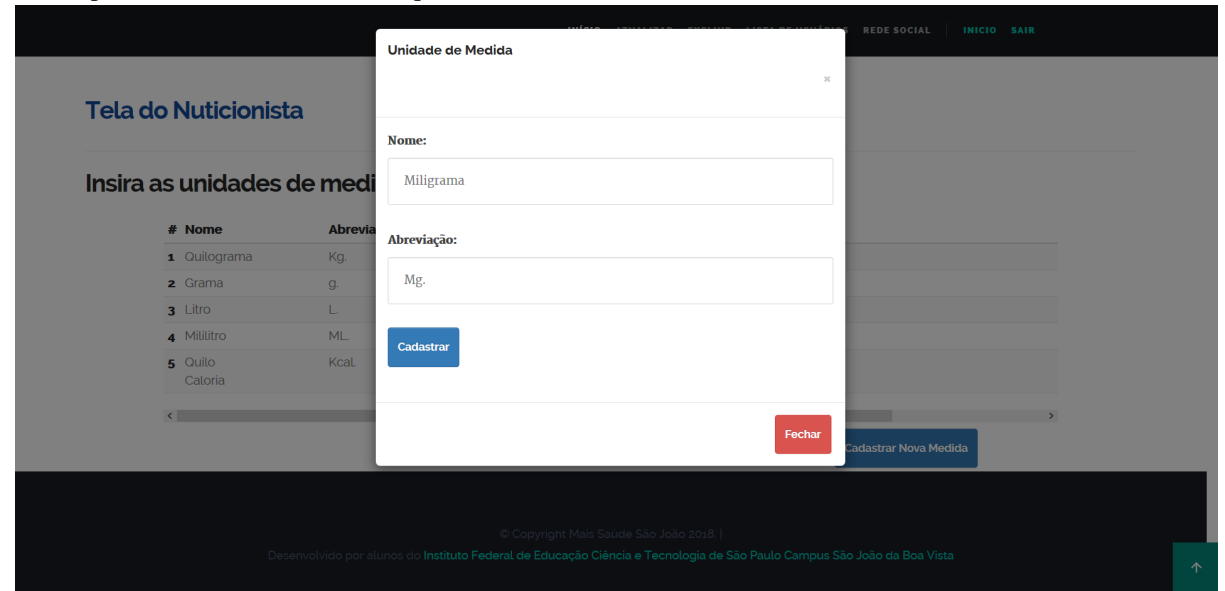 REDE SOCIAL INICIO SAIR
Unidade de Medida
×
Tela do Nuticionista
Nome:
Miligrama
Insira as unidades de medi
# Nome Abrevia
Abreviação:
1 Quilograma Kg.
2 Grama g.
Mg.
3 Litro L.
4 Mililitro ML.
Cadastrar
5 Quilo Kcal.
Caloria
Fechar
Cadastrar Nova Medida
© Copyright Mais Saúde São João 2018. |
Desenvolvido por alunos do Instituto Federal de Educação Ciência e Tecnologia de São Paulo Campus São João da Boa Vista